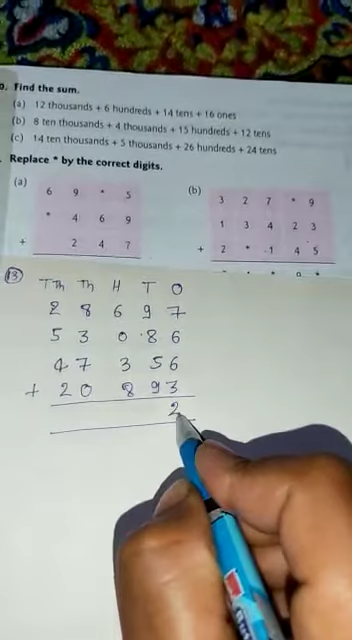 Find the sum.
(a) 12 thousands + 6 hundreds + 14 tens + 16 ones
(b) 8 ten thousands + 4 thousands + 15 hundreds + 12 tens
(c) 14 ten thousands + 5 thousands + 26 hundreds + 24 tens
Replace * by the correct digits.
(a) 6 9 * 5
* 4 6 9
+ 2 4 7
(b) 3 2 7 * 9
1 3 4 2 3
+ 2 * 1 4 5
13 TTh Th H T O
2 8 6 9 7
5 3 0 8 6
4 7 3 5 6
+ 2 0 8 9 3
2